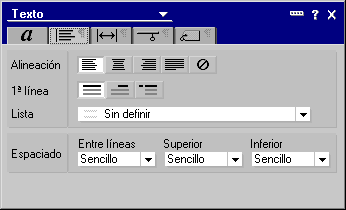 Texto
?
a
Alineación
1ª línea
Lista
Sin definir
Espaciado
Entre líneas
Superior
Inferior
Sencillo
Sencillo
Sencillo